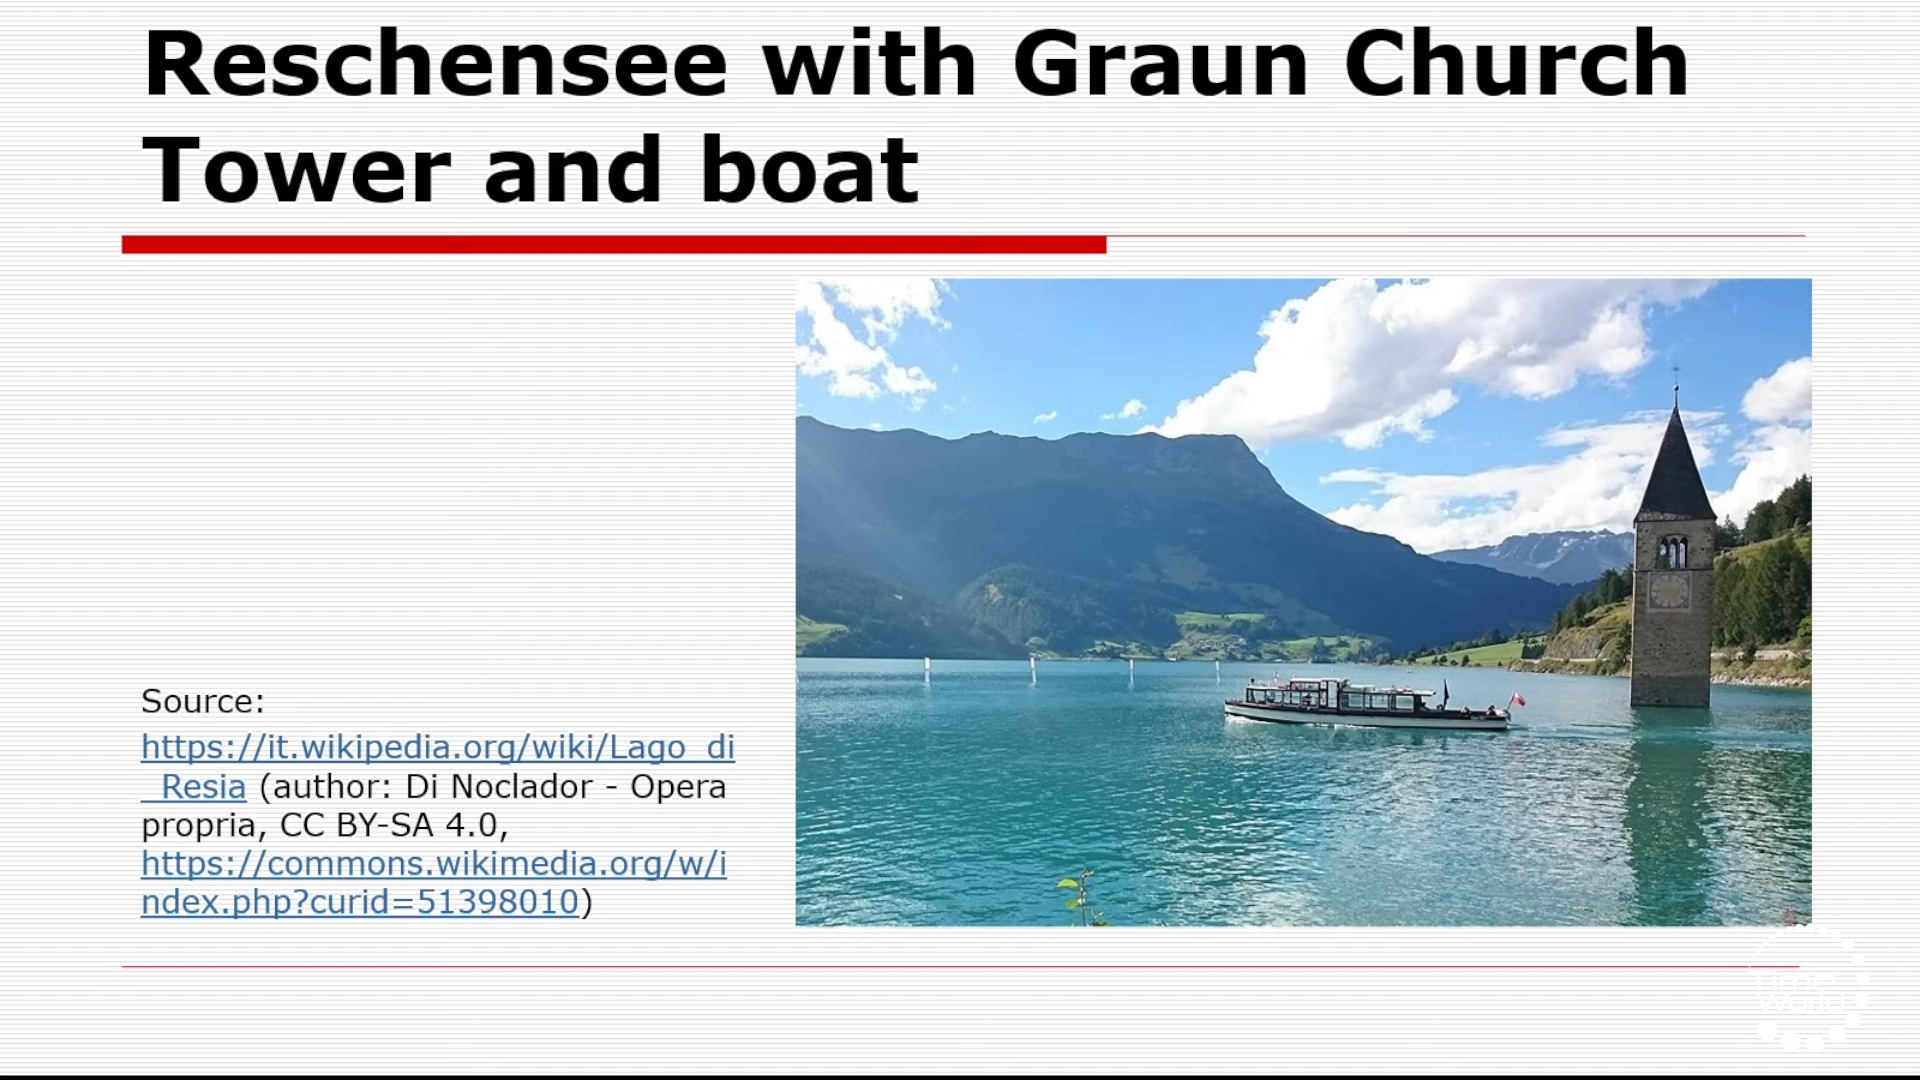 Reschensee with Graun Church
Tower and boat
Source:
https://it.wikipedia.org/wiki/Lago_di
_Resia (author: Di Noclador - Opera
propria, CC BY-SA 4.0,
https://commons.wikimedia.org/w/i
ndex.php?curid=51398010)